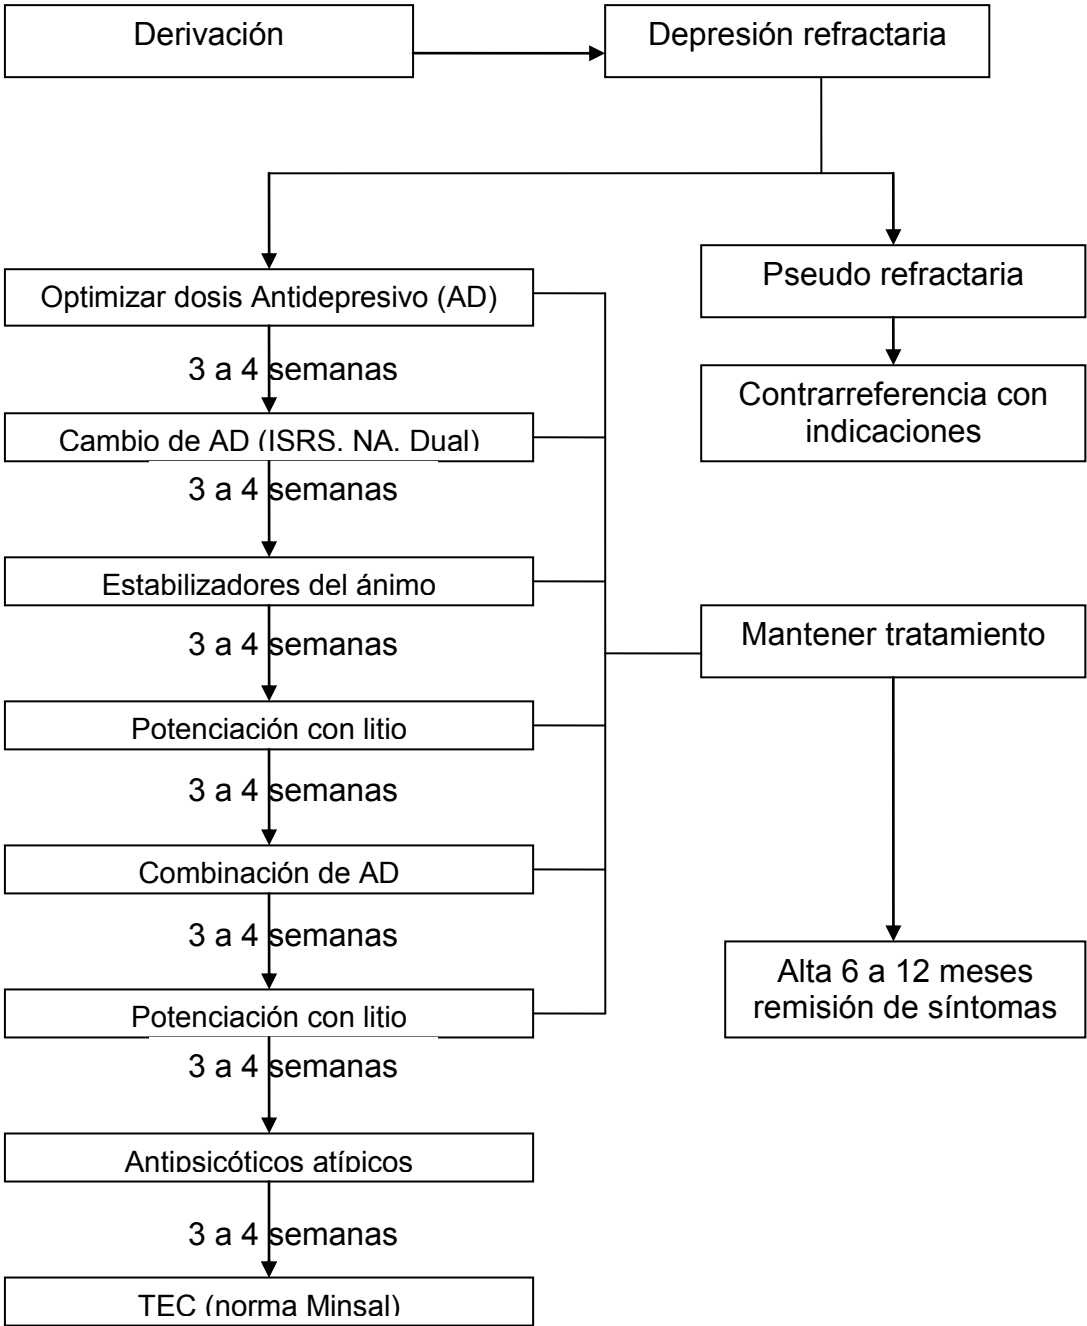 Derivación
Depresión refractaria
Optimizar dosis Antidepresivo (AD)
3 a 4 semanas
Cambio de AD (ISRS. NA. Dual)
3 a 4 semanas
Estabilizadores del ánimo
3 a 4 semanas
Potenciación con litio
3 a 4 semanas
Combinación de AD
3 a 4 semanas
Potenciación con litio
3 a 4 semanas
Antipsicóticos atípicos
3 a 4 semanas
TEC (norma Minsal)
Pseudo refractaria
Contrarreferencia con
indicaciones
Mantener tratamiento
Alta 6 a 12 meses
remisión de síntomas